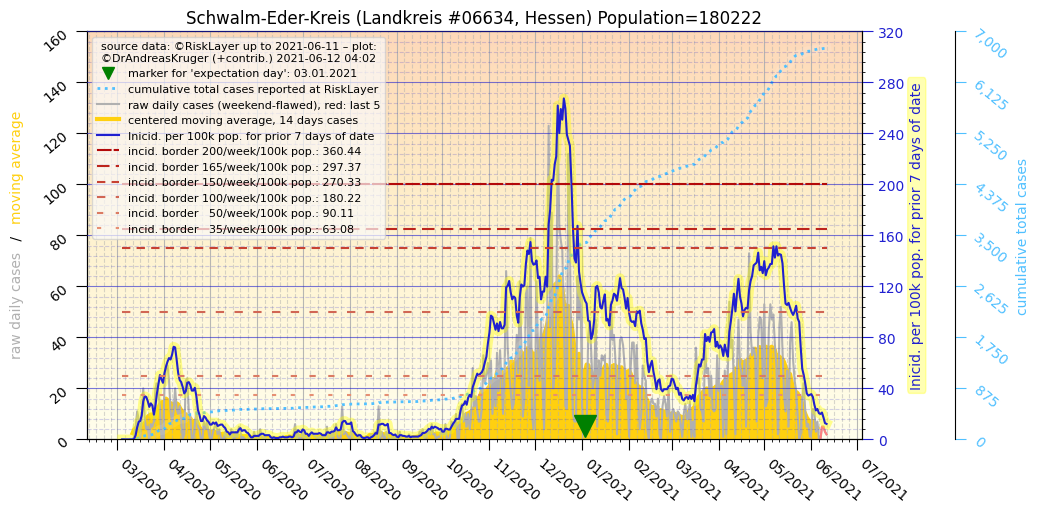 Schwalm-Eder-Kreis (Landkreis #06634, Hessen) Population=180222
source data: ©RiskLayer up to 2021-06-11 – plot:
©DrAndreasKruger (+contrib.) 2021-06-12 04:02
marker for 'expectation day': 03.01.2021
cumulative total cases reported at RiskLayer
raw daily cases (weekend-flawed), red: last 5
centered moving average, 14 days cases
Inicid. per 100k pop. for prior 7 days of date
incid. border 200/week/100k pop.: 360.44
incid. border 165/week/100k pop.: 297.37
incid. border 150/week/100k pop.: 270.33
incid. border 100/week/100k pop.: 180.22
incid. border 50/week/100k pop.: 90.11
incid. border 35/week/100k pop.: 63.08
raw daily cases / moving average
160
140
120
100
80
60
40
20
0
320
280
240
200
160
120
80
40
0
Inicid. per 100k pop. for prior 7 days of date
7,000
6,125
5,250
4,375
3,500
2,625
1,750
875
0
cumulative total cases
03/2020
04/2020
05/2020
06/2020
07/2020
08/2020
09/2020
10/2020
11/2020
12/2020
01/2021
02/2021
03/2021
04/2021
05/2021
06/2021
07/2021